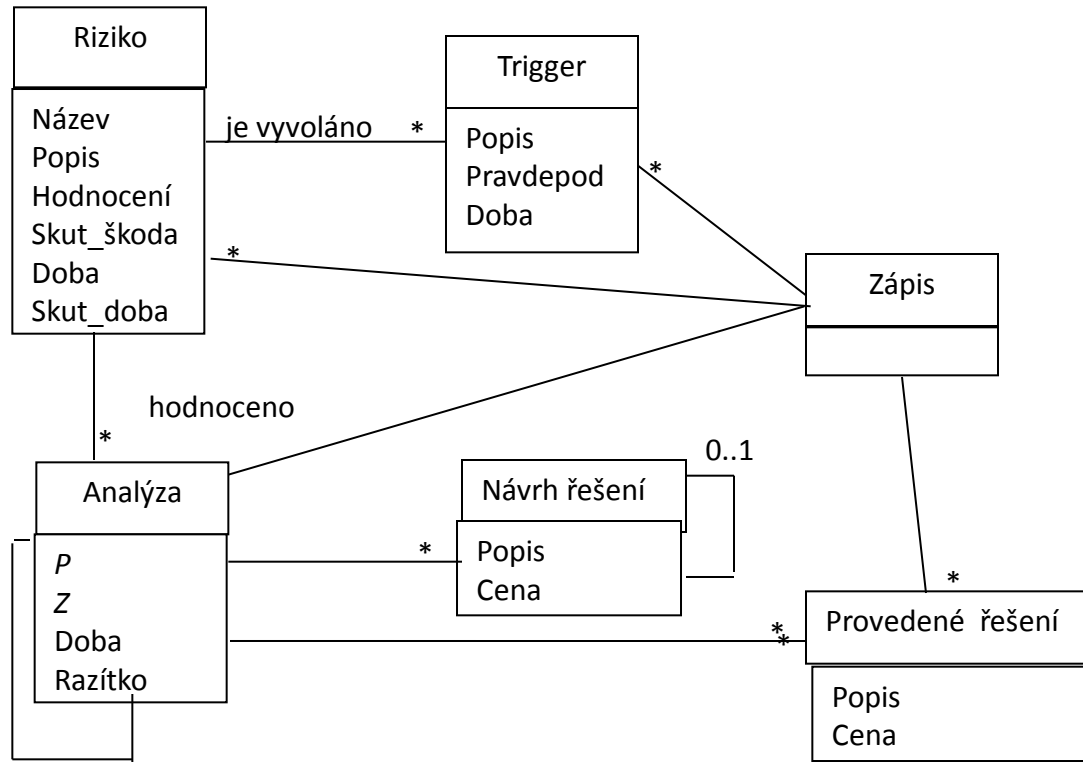 Riziko
Název
Popis
Hodnocení
Skut_škoda
Doba
Skut_doba
je vyvoláno *
Trigger
Popis
Pravdepod
Doba
*
*
Zápis
hodnoceno
*
Analýza
P
Z
Doba
Razítko
0..1
Návrh řešení
*
Popis
Cena
*
*
*
Provedené řešení
Popis
Cena